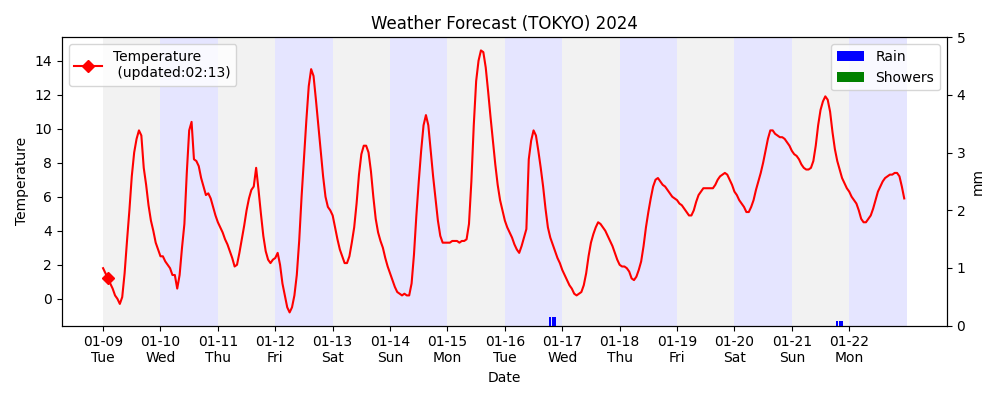 Weather Forecast (TOKYO) 2024
Temperature
(updated:02:13)
Rain
Showers
Temperature
14
12
10
8
6
4
2
0
5
4
3
2
1
0
mm
01-09 01-10 01-11 01-12 01-13 01-14 01-15 01-16 01-17 01-18 01-19 01-20 01-21 01-22
Tue Wed Thu Fri Sat Sun Mon Tue Wed Thu Fri Sat Sun Mon
Date